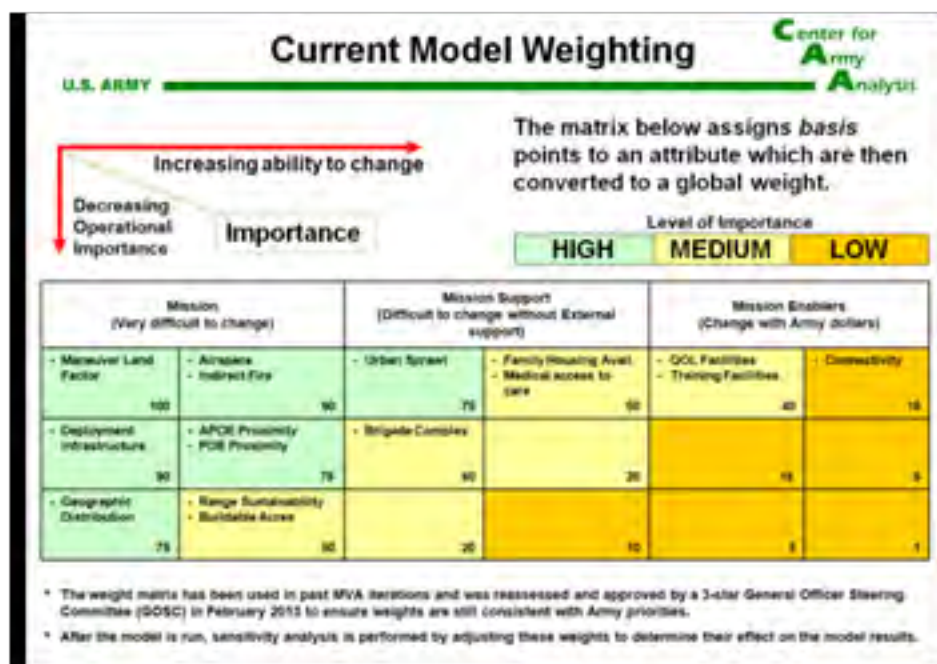 Current Model Weighting
Center for
Army
Analysis
U.S. ARMY
Increasing ability to change
Decreasing
Operational
Importance
Importance
The matrix below assigns basis
points to an attribute which are then
converted to a global weight.
Level of Importance
HIGH MEDIUM LOW
Mission
(Very difficult to change)
Mission Support
(Difficult to change without External
support)
Mission Enablers
(Change with Army dollars)
- Maneuver Land
Factor
100
- Airspace
- Indirect Fire
90
- Urban Sprawl
75
- Family Housing Avail.
- Medical access to
care
50
- QOL Facilities
- Training Facilities
40
- Connectivity
- Deployment
Infrastructure
90
- APOE Proximity
- POE Proximity
75
- Brigade Complex
20
- Geographic
Distribution
75
- Range Sustainability
- Buildable Acres
50
20
10
5
1
* The weight matrix has been used in past MVA iterations and was reassessed and approved by a 3-star General Officer Steering
Committee (GOSC) in February 2013 to ensure weights are still consistent with Army priorities.
* After the model is run, sensitivity analysis is performed by adjusting these weights to determine their effect on the model results.